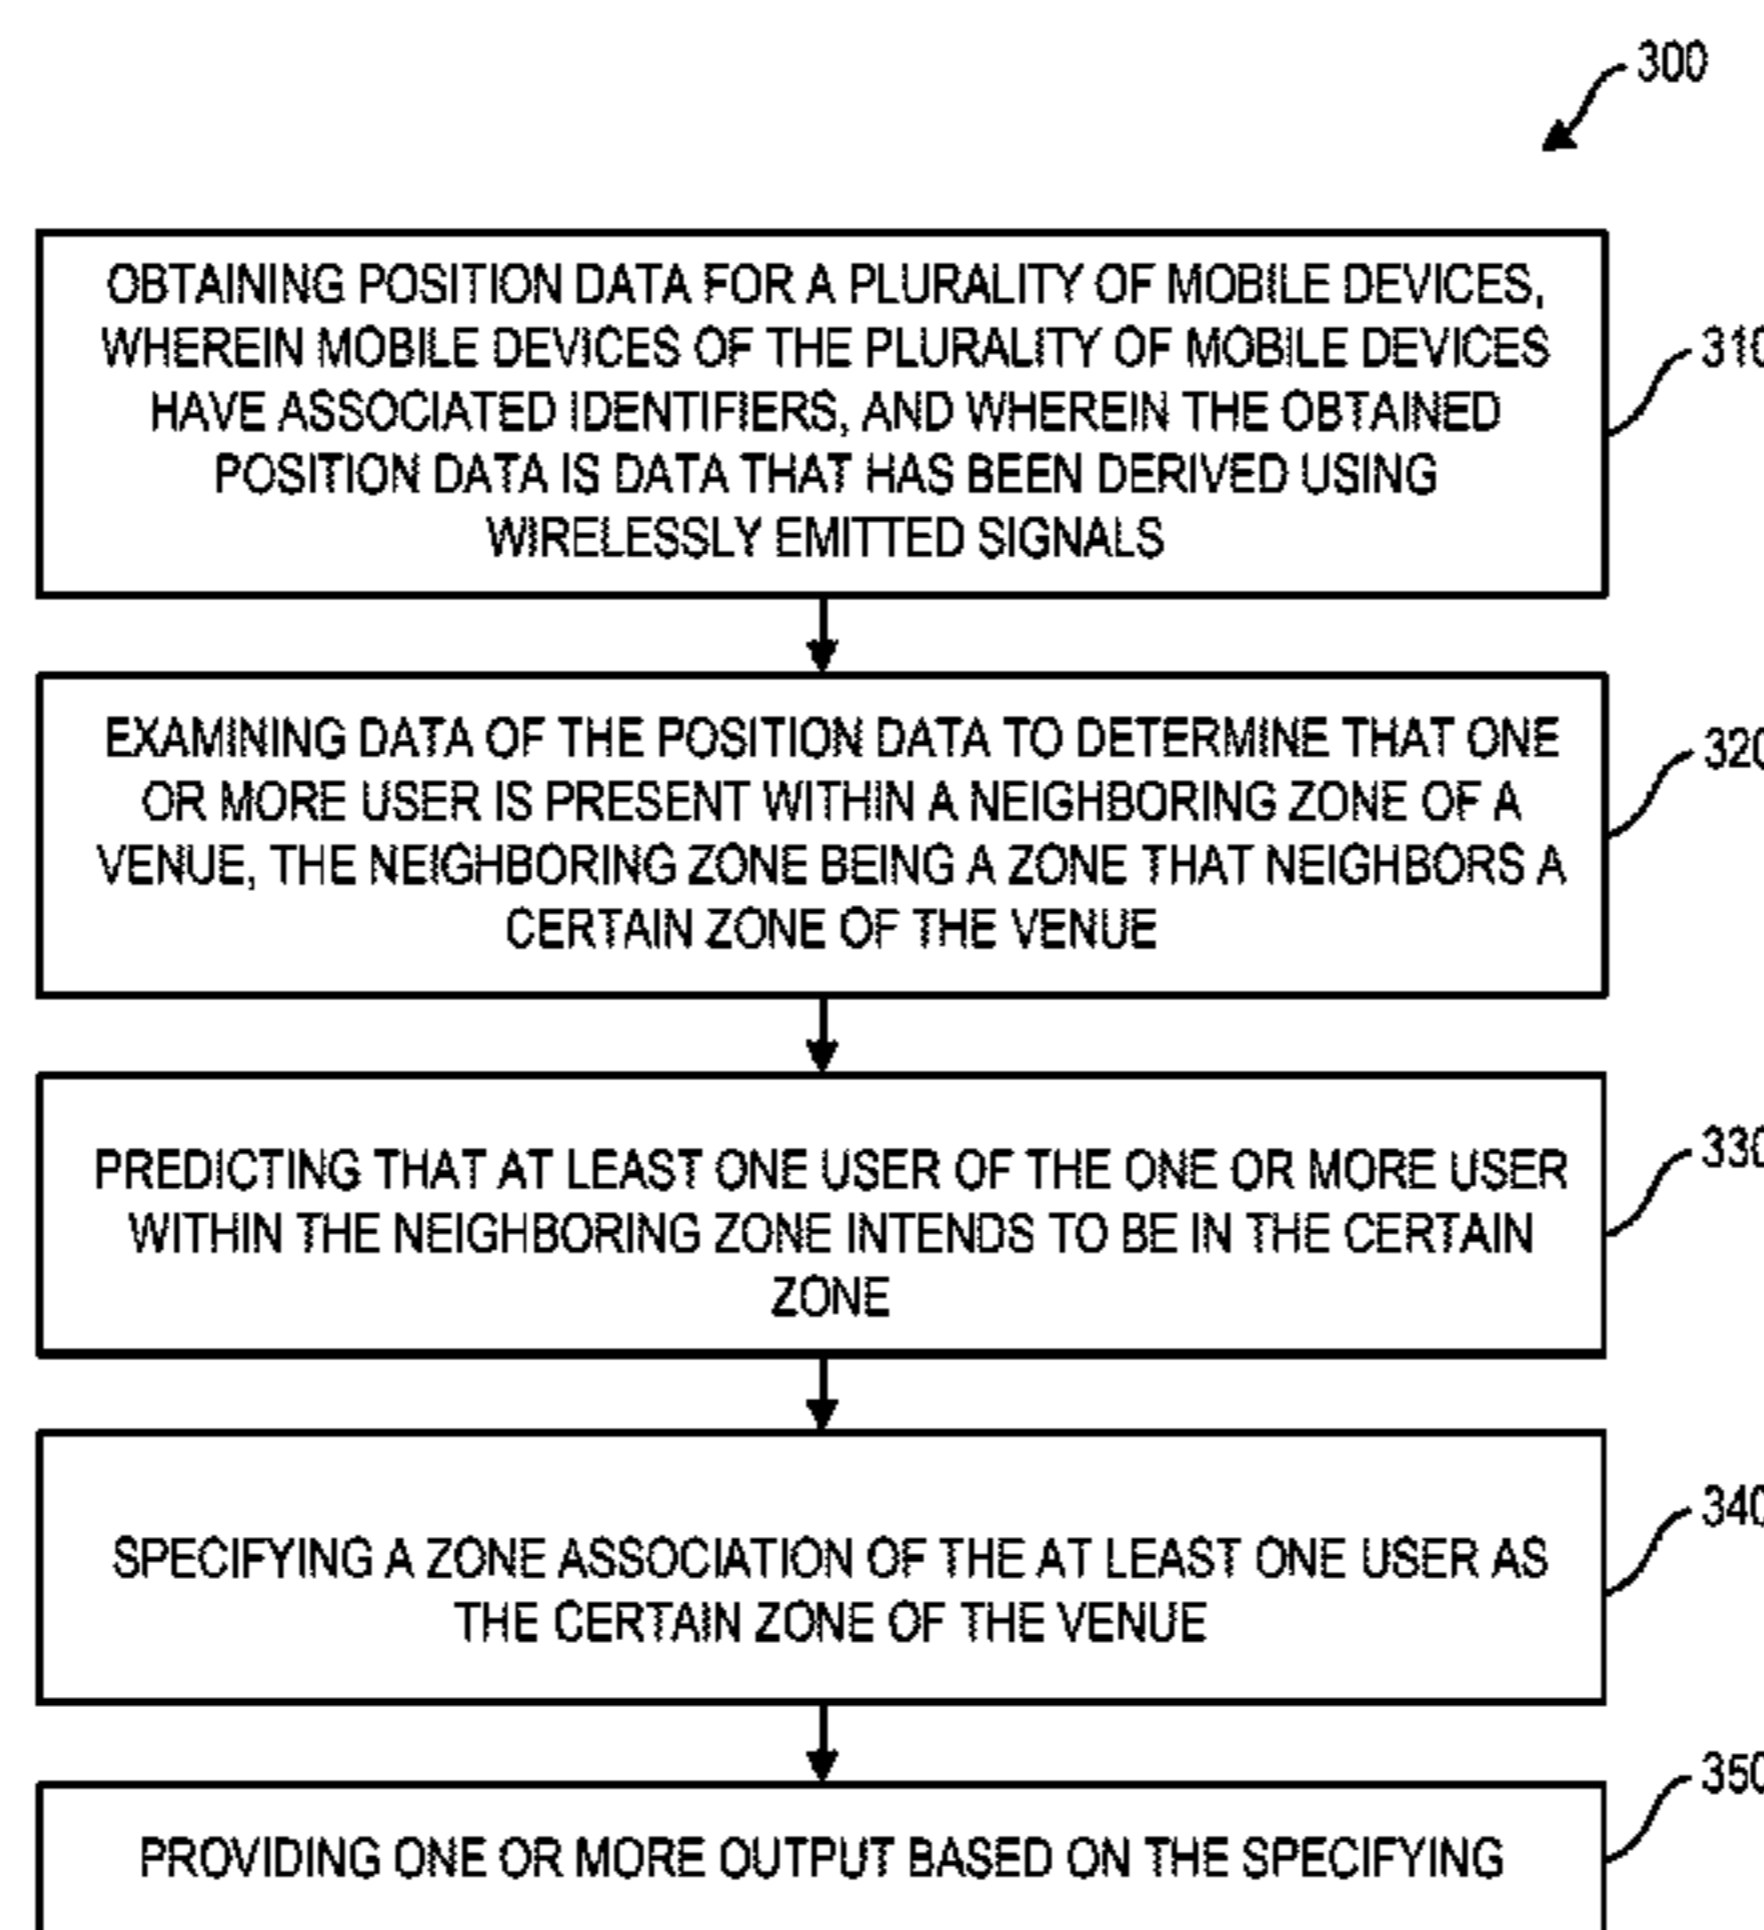 300
OBTAINING POSITION DATA FOR A PLURALITY OF MOBILE DEVICES,
WHEREIN MOBILE DEVICES OF THE PLURALITY OF MOBILE DEVICES
HAVE ASSOCIATED IDENTIFIERS, AND WHEREIN THE OBTAINED
POSITION DATA IS DATA THAT HAS BEEN DERIVED USING
WIRELESSLY EMITTED SIGNALS
310
EXAMINING DATA OF THE POSITION DATA TO DETERMINE THAT ONE
OR MORE USER IS PRESENT WITHIN A NEIGHBORING ZONE OF A
VENUE, THE NEIGHBORING ZONE BEING A ZONE THAT NEIGHBORS A
CERTAIN ZONE OF THE VENUE
320
PREDICTING THAT AT LEAST ONE USER OF THE ONE OR MORE USER
WITHIN THE NEIGHBORING ZONE INTENDS TO BE IN THE CERTAIN
ZONE
330
SPECIFYING A ZONE ASSOCIATION OF THE AT LEAST ONE USER AS
THE CERTAIN ZONE OF THE VENUE
340
PROVIDING ONE OR MORE OUTPUT BASED ON THE SPECIFYING
350